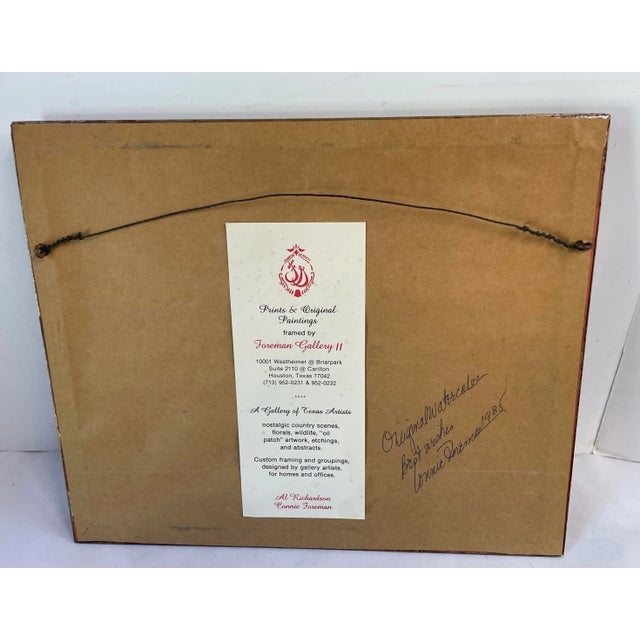 Prints & Original
Paintings
framed by
Foreman Gallery II
10001 Westheimer @ Briarpark
Suite 2110 @ Carillon
Houston, Texas 77042
(713) 952-0231 & 952-0232
....
A Gallery of Texas Artists
nostalgic country scenes,
florals, wildlife, "oil
patch" artwork, etchings,
and abstracts.
Custom framing and groupings,
designed by gallery artists,
for homes and offices.
Al Richardson
Connie Foreman
Original Watercolor
Best wishes
Connie Foreman 1985